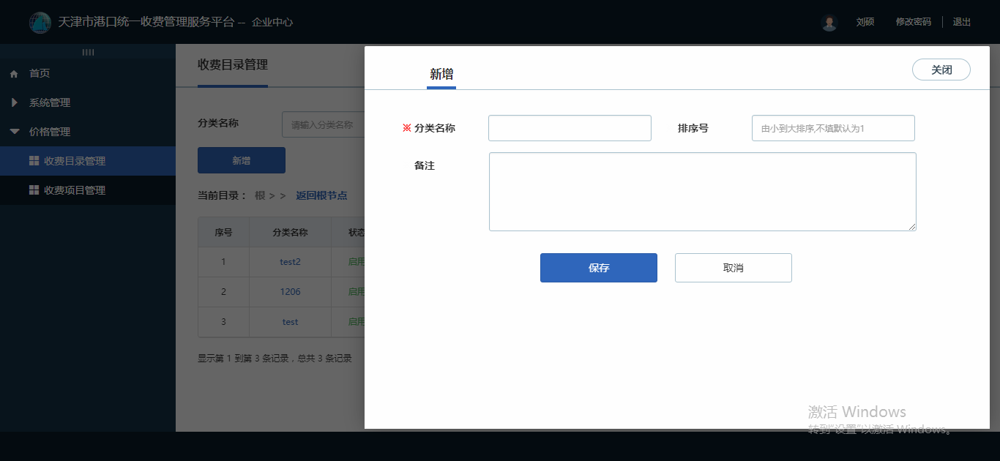 天津市港口统一收费管理服务平台 -- 企业中心
刘硕 修改密码 退出
首页
系统管理
价格管理
收费目录管理
收费项目管理
收费目录管理
分类名称 请输入分类名称
新增
当前目录： 根 > > 返回根节点
序号 分类名称 状态
1 test2 启用
2 1206 启用
3 test 启用
显示第 1 到第 3 条记录，总共 3 条记录
新增
关闭
※ 分类名称
排序号 由小到大排序,不填默认为1
备注
保存 取消
激活 Windows
转到"设置"以激活 Windows。